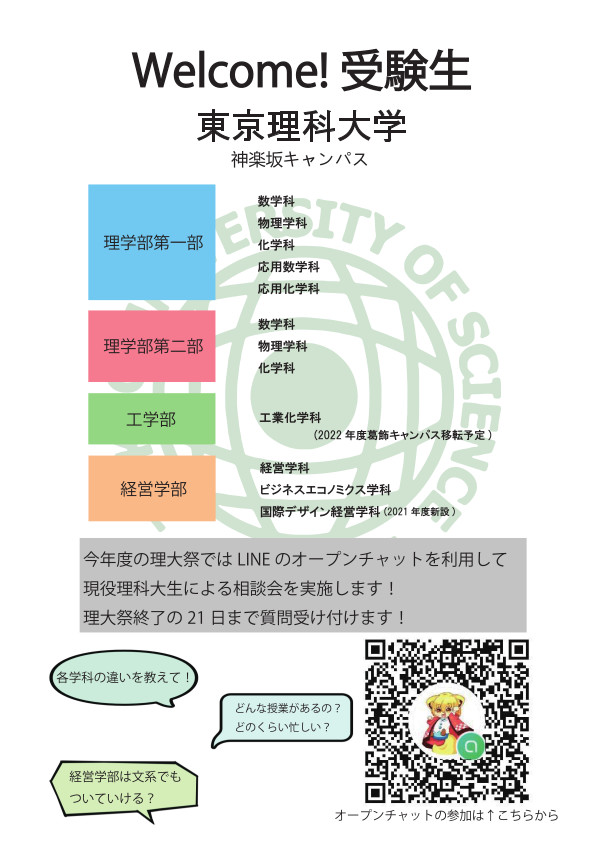 Welcome! 受験生
東京理科大学
神楽坂キャンパス
理学部第一部
数学科
物理学科
化学科
応用数学科
応用化学科
理学部第二部
数学科
物理学科
化学科
工学部
工業化学科
（2022 年度葛飾キャンパス移転予定）
経営学部
経営学科
ビジネスエコノミクス学科
国際デザイン経営学科（2021 年度新設）
UNIVERSITY OF SCIENCE
今年度の理大祭では LINE のオープンチャットを利用して
現役理科大生による相談会を実施します！
理大祭終了の 21 日まで質問受け付けます！
各学科の違いを教えて！
どんな授業があるの？
どのくらい忙しい？
経営学部は文系でも
ついていける？
オープンチャットの参加は↑こちらから